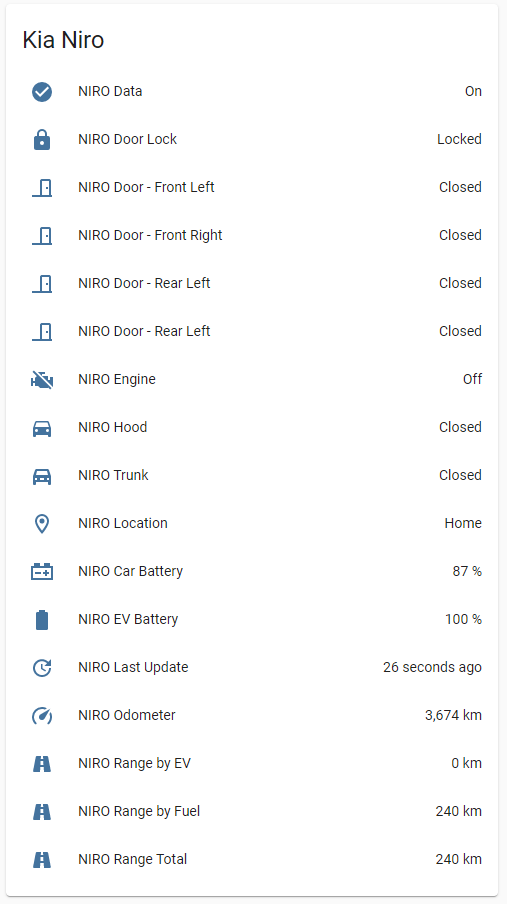 Kia Niro
NIRO Data On
NIRO Door Lock Locked
NIRO Door - Front Left Closed
NIRO Door - Front Right Closed
NIRO Door - Rear Left Closed
NIRO Door - Rear Left Closed
NIRO Engine Off
NIRO Hood Closed
NIRO Trunk Closed
NIRO Location Home
NIRO Car Battery 87 %
NIRO EV Battery 100 %
NIRO Last Update 26 seconds ago
NIRO Odometer 3,674 km
NIRO Range by EV 0 km
NIRO Range by Fuel 240 km
NIRO Range Total 240 km